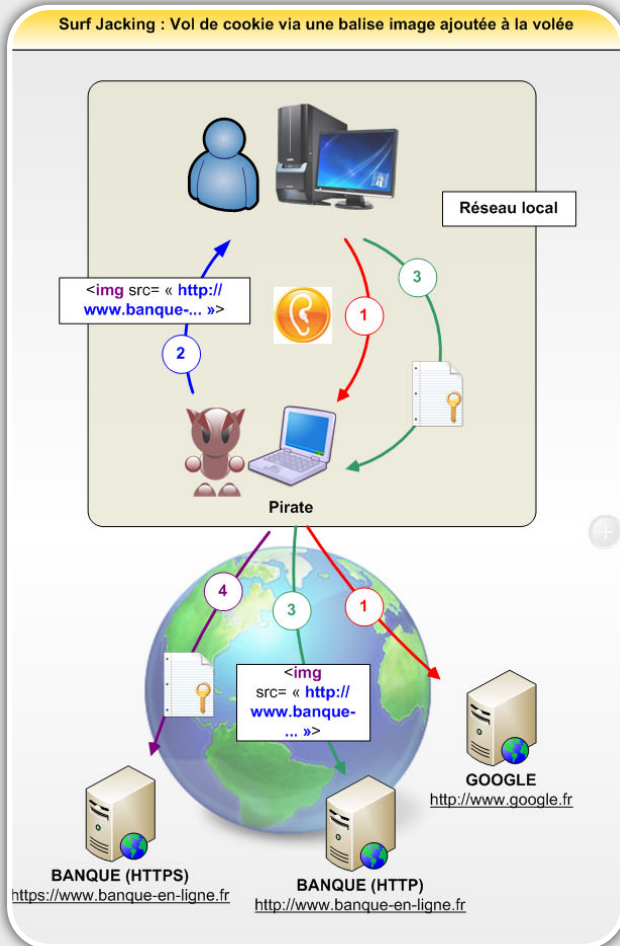 Surf Jacking : Vol de cookie via une balise image ajoutée à la volée
Réseau local
<img src= « http://
www.banque-... »>
3
1
2
Pirate
4
3
1
<img
src= « http://
www.banque-
... »>
GOOGLE
http://www.google.fr
BANQUE (HTTPS)
https://www.banque-en-ligne.fr
BANQUE (HTTP)
http://www.banque-en-ligne.fr